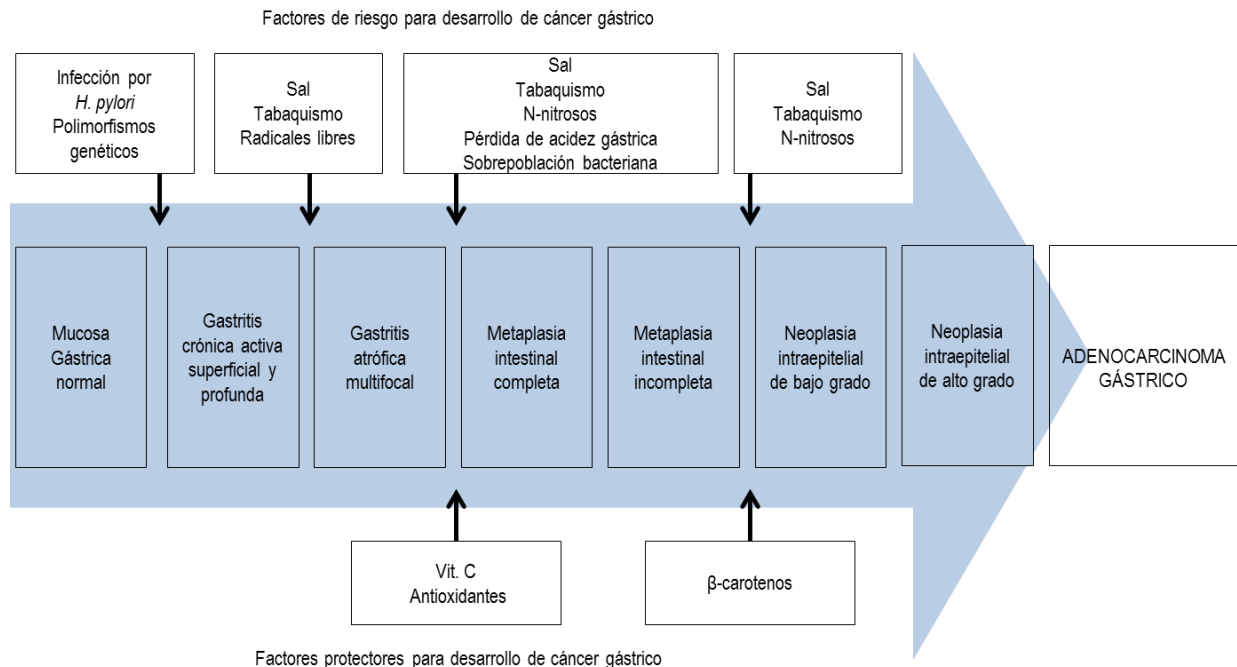 Factores de riesgo para desarrollo de cáncer gástrico
Infección por
H. pylori
Polimorfismos
genéticos
Sal
Tabaquismo
Radicales libres
Sal
Tabaquismo
N-nitrosos
Pérdida de acidez gástrica
Sobrepoblación bacteriana
Sal
Tabaquismo
N-nitrosos
Mucosa
Gástrica
normal
Gastritis
crónica activa
superficial y
profunda
Gastritis
atrófica
multifocal
Metaplasia
intestinal
completa
Metaplasia
intestinal
incompleta
Neoplasia
intraepitelial
de bajo grado
Neoplasia
intraepitelial
de alto grado
ADENOCARCINOMA
GÁSTRICO
Vit. C
Antioxidantes
β-carotenos
Factores protectores para desarrollo de cáncer gástrico